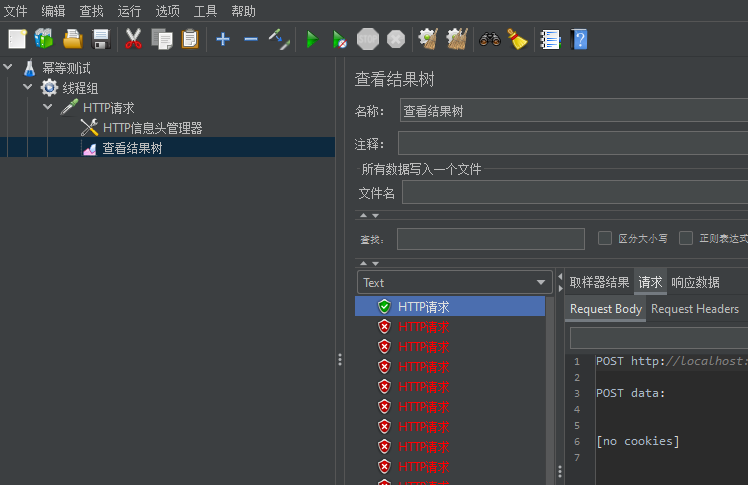 文件 编辑 查找 运行 选项 工具 帮助
幂等测试
线程组
HTTP请求
HTTP信息头管理器
查看结果树
查看结果树
名称: 查看结果树
注释:
所有数据写入一个文件
文件名
查找: 区分大小写 正则表达式
Text
取样器结果 请求 响应数据
Request Body Request Headers
HTTP请求
HTTP请求
HTTP请求
HTTP请求
HTTP请求
HTTP请求
HTTP请求
HTTP请求
HTTP请求
HTTP请求
1 POST http://localhost:
2
3 POST data:
4
5
6 [no cookies]
7